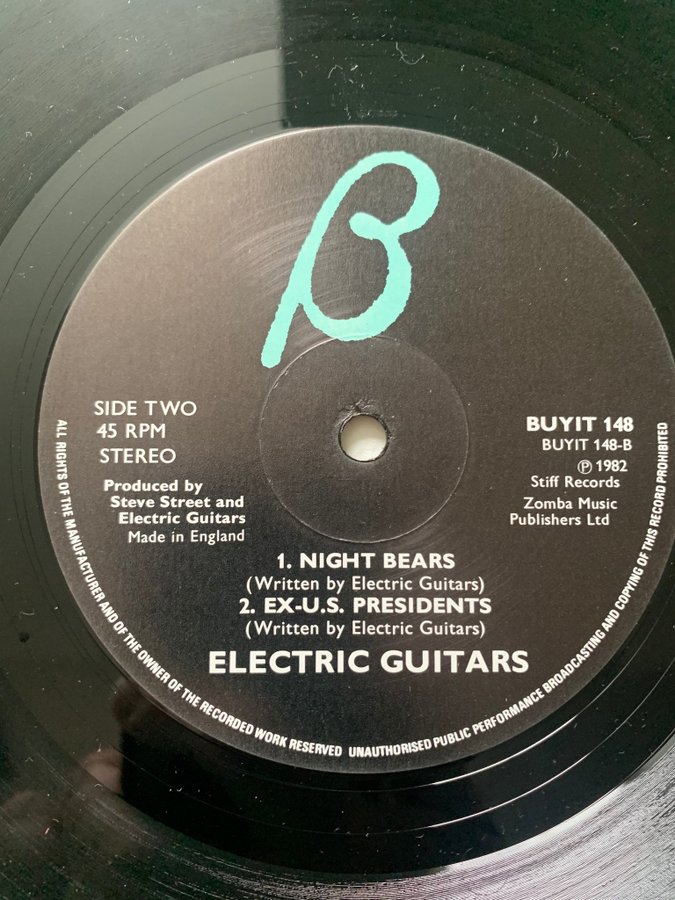 β
SIDE TWO
45 RPM
STEREO
Produced by
Steve Street and
Electric Guitars
Made in England
BUYIT 148
BUYIT 148-B
Ⓟ 1982
Stiff Records
Zomba Music
Publishers Ltd
1. NIGHT BEARS
(Written by Electric Guitars)
2. EX-U.S. PRESIDENTS
(Written by Electric Guitars)
ELECTRIC GUITARS
ALL RIGHTS OF THE MANUFACTURER AND OF THE OWNER OF THE RECORDED WORK RESERVED UNAUTHORISED PUBLIC PERFORMANCE BROADCASTING AND COPYING OF THIS RECORD PROHIBITED